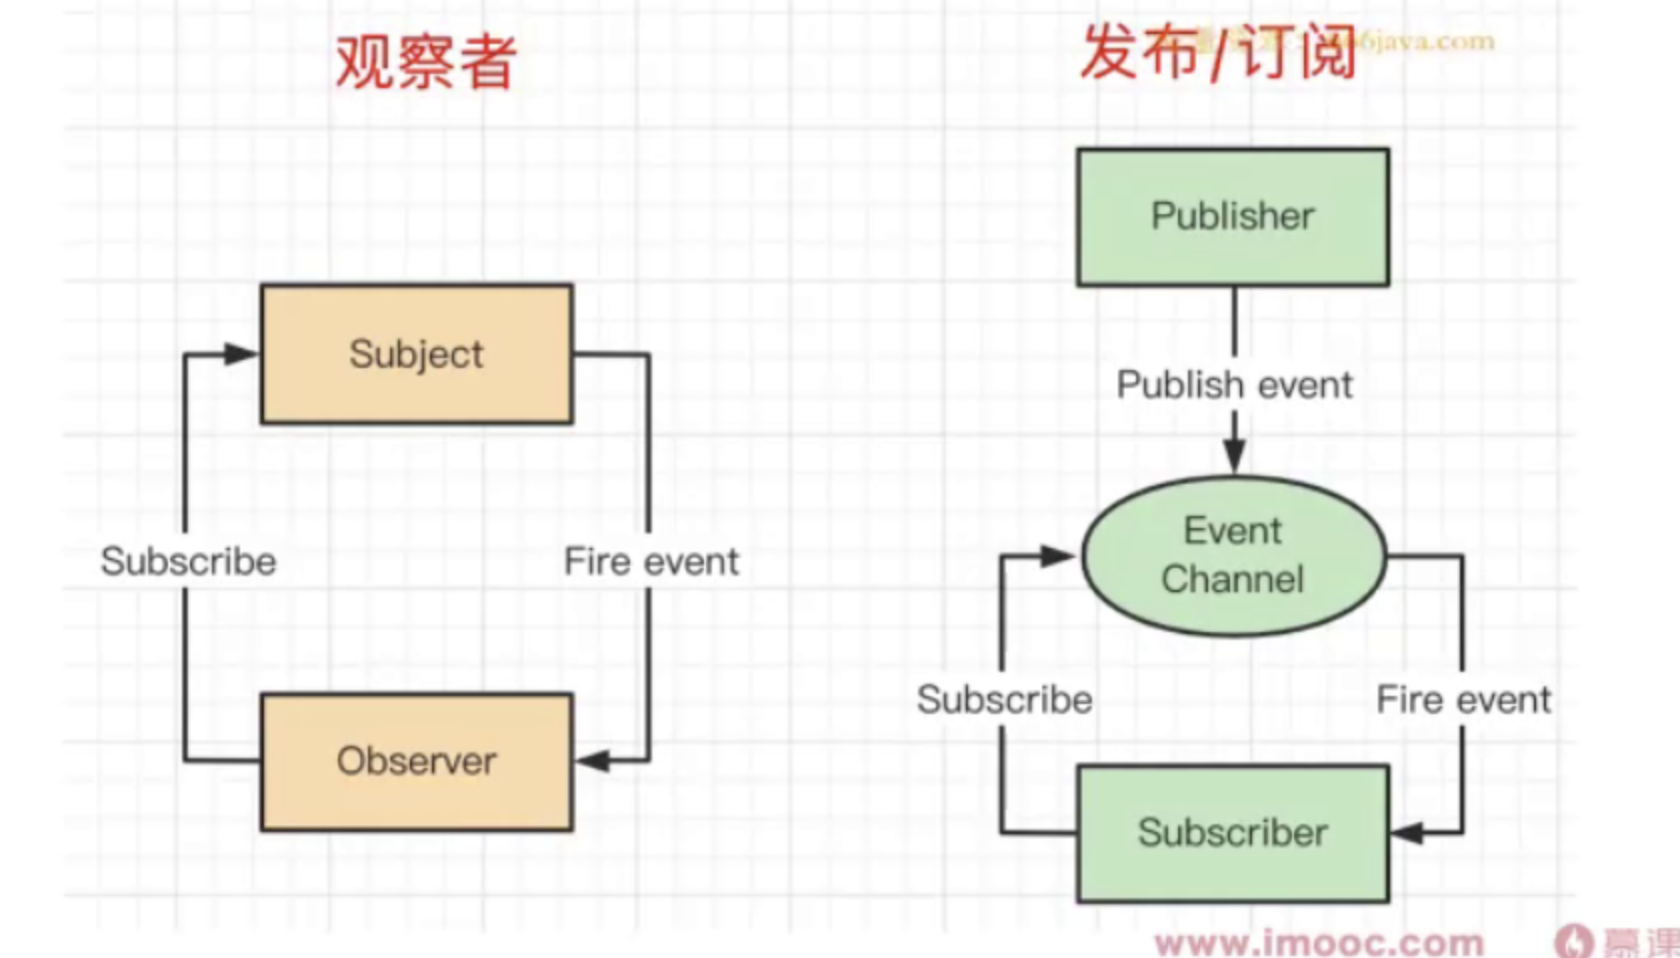 观察者
发布/订阅
6java.com
Subject
Subscribe
Fire event
Observer
Publisher
Publish event
Event
Channel
Subscribe
Fire event
Subscriber
www.imooc.com
慕课